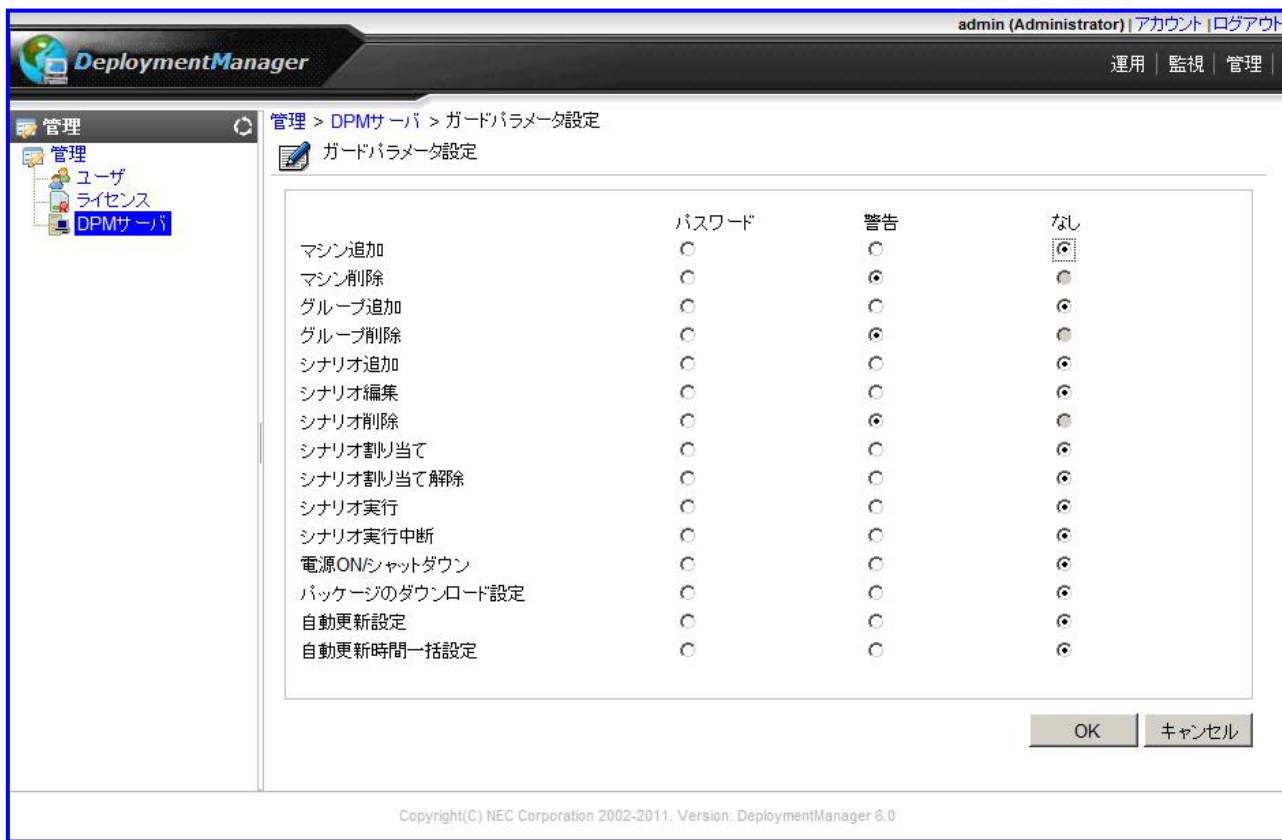 admin (Administrator) | アカウント | ログアウト
DeploymentManager
運用 | 監視 | 管理 |
管理
管理
ユーザ
ライセンス
DPMサーバ
管理 > DPMサーバ > ガードパラメータ設定
ガードパラメータ設定
パスワード 警告 なし
マシン追加
マシン削除
グループ追加
グループ削除
シナリオ追加
シナリオ編集
シナリオ削除
シナリオ割り当て
シナリオ割り当て解除
シナリオ実行
シナリオ実行中断
電源ON/シャットダウン
パッケージのダウンロード設定
自動更新設定
自動更新時間一括設定
OK キャンセル
Copyright(C) NEC Corporation 2002-2011. Version: DeploymentManager 6.0